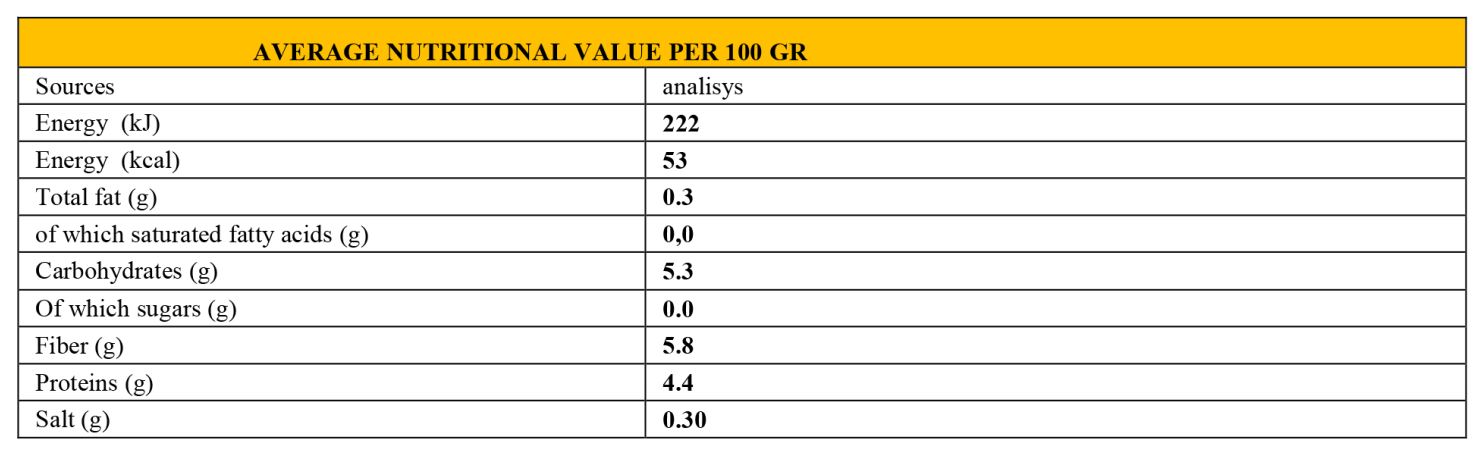 AVERAGE NUTRITIONAL VALUE PER 100 GR
Sources analisys
Energy (kJ) 222
Energy (kcal) 53
Total fat (g) 0.3
of which saturated fatty acids (g) 0,0
Carbohydrates (g) 5.3
Of which sugars (g) 0.0
Fiber (g) 5.8
Proteins (g) 4.4
Salt (g) 0.30